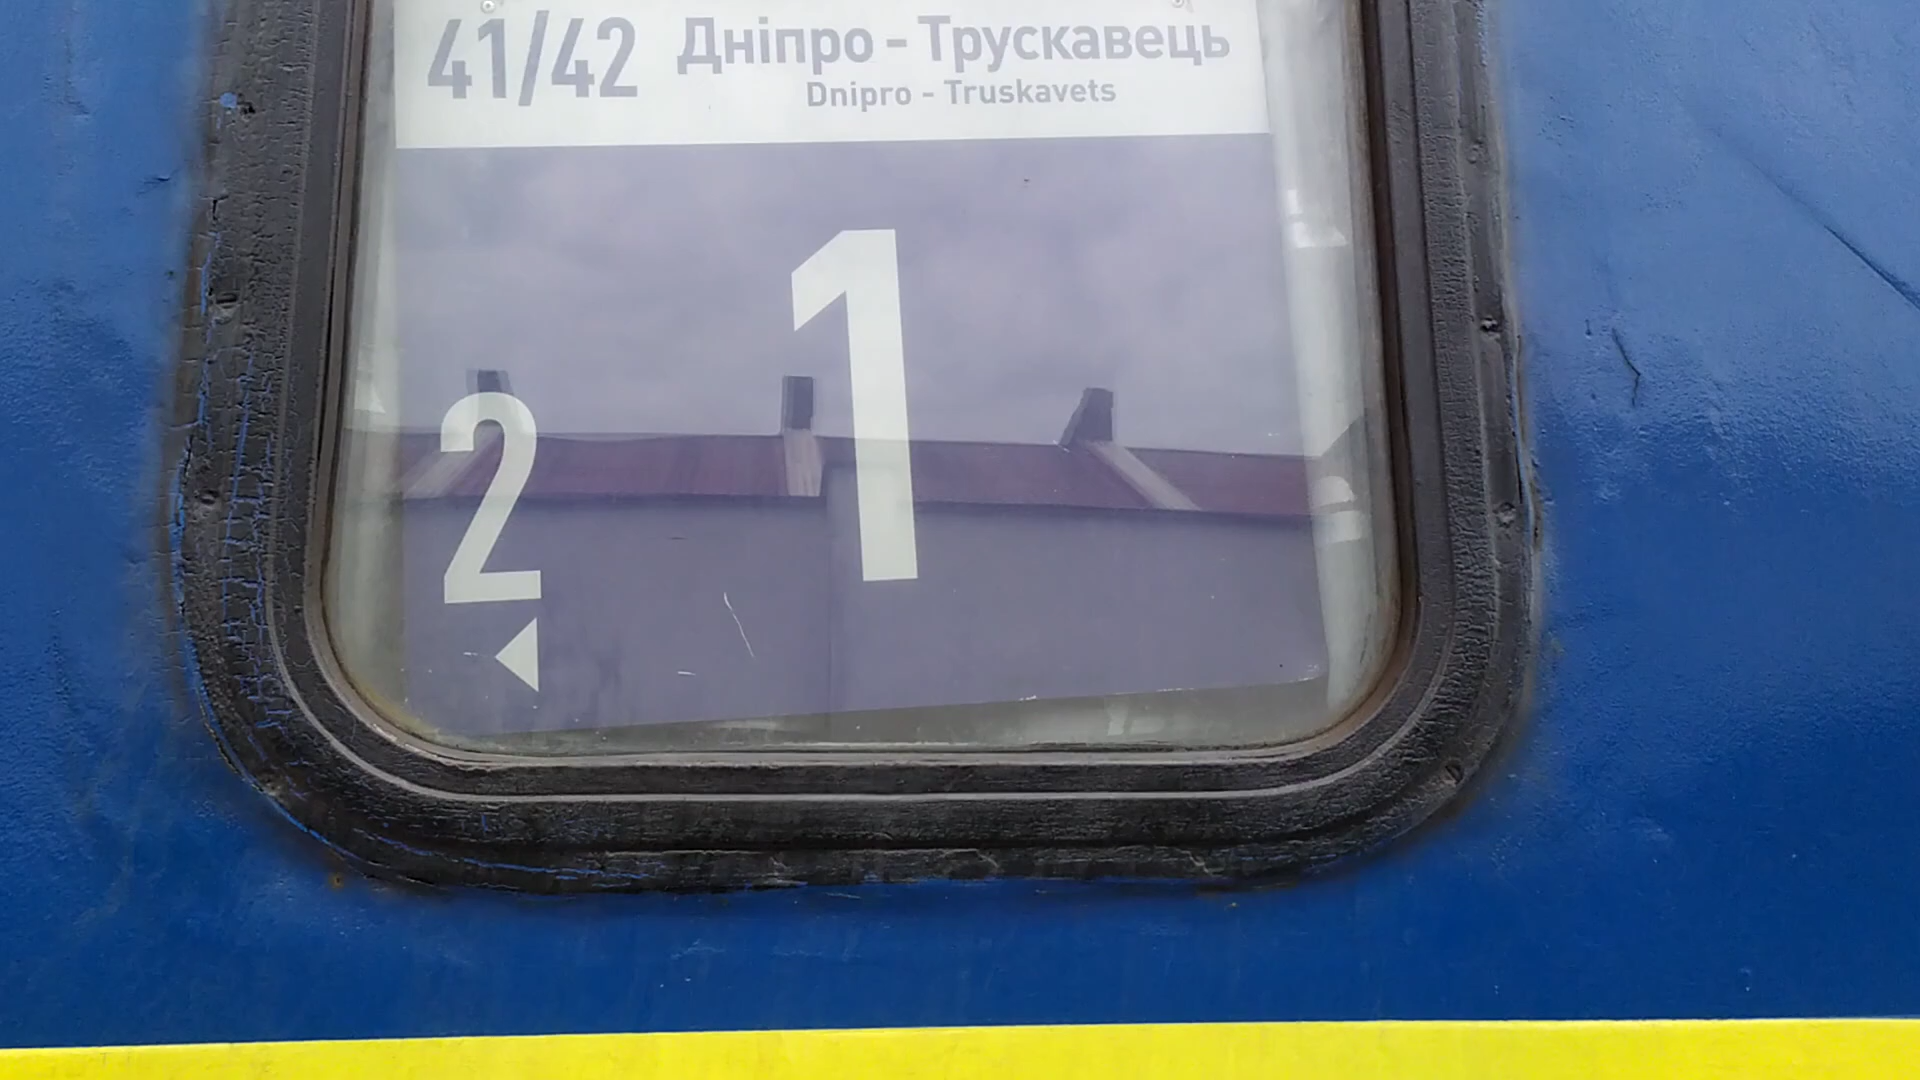 41/42 Дніпро - Трускавець
Dnipro - Truskavets
1
2